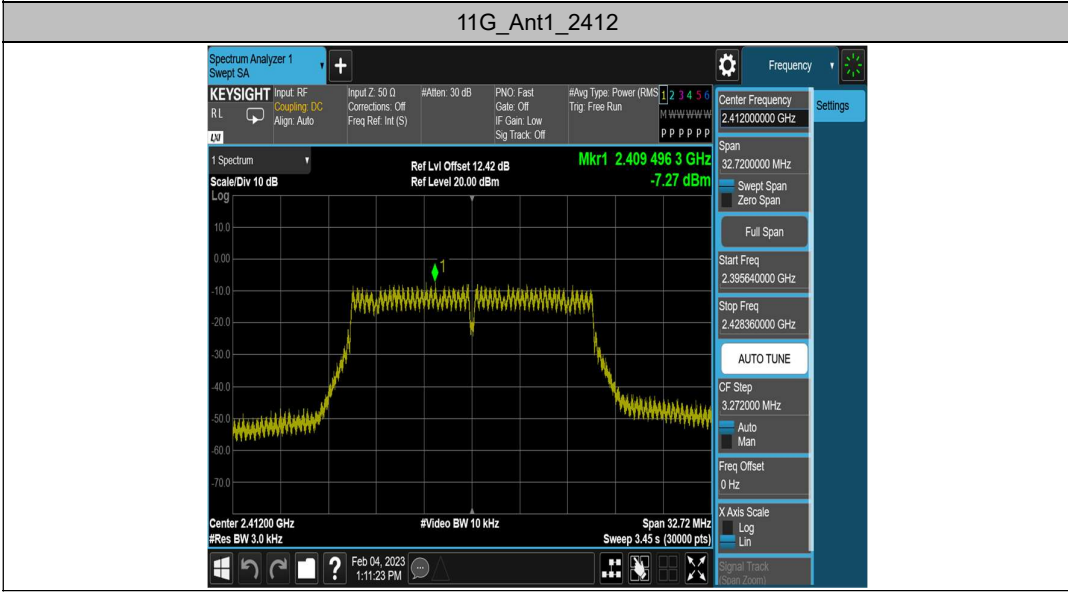 11G_Ant1_2412
Spectrum Analyzer 1
Swept SA
Frequency
KEYSIGHT
RL
LXI
Input: RF
Coupling: DC
Align: Auto
Input Z: 50 Ω
Corrections: Off
Freq Ref: Int (S)
#Atten: 30 dB
PNO: Fast
Gate: Off
IF Gain: Low
Sig Track: Off
#Avg Type: Power (RMS
Trig: Free Run
1 2 3 4 5 6
M W W W W W
P P P P P P
1 Spectrum
Scale/Div 10 dB
Log
Ref Lvl Offset 12.42 dB
Ref Level 20.00 dBm
Mkr1 2.409 496 3 GHz
-7.27 dBm
10.0
0.00
-10.0
-20.0
-30.0
-40.0
-50.0
-60.0
-70.0
1
Center 2.41200 GHz
#Res BW 3.0 kHz
#Video BW 10 kHz
Span 32.72 MHz
Sweep 3.45 s (30000 pts)
Feb 04, 2023
1:11:23 PM
Center Frequency
2.412000000 GHz
Settings
Span
32.7200000 MHz
Swept Span
Zero Span
Full Span
Start Freq
2.395640000 GHz
Stop Freq
2.428360000 GHz
AUTO TUNE
CF Step
3.272000 MHz
Auto
Man
Freq Offset
0 Hz
X Axis Scale
Log
Lin
Signal Track
(Span Zoom)